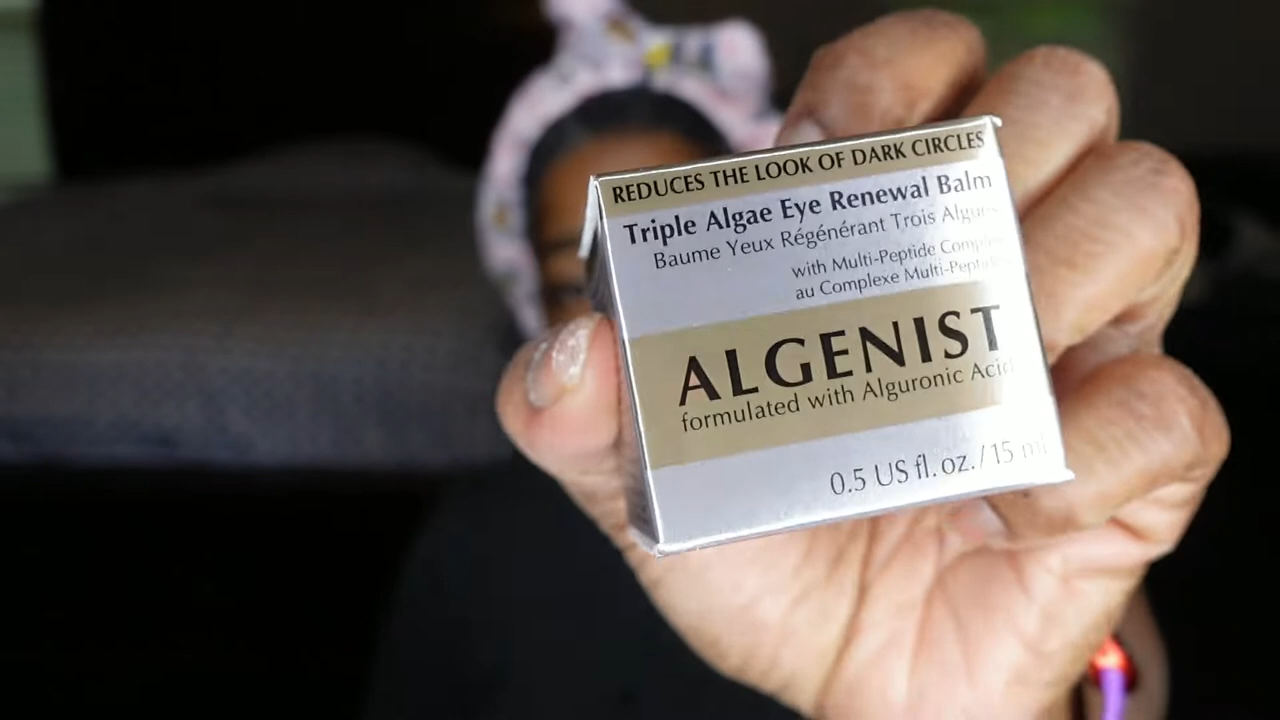 REDUCES THE LOOK OF DARK CIRCLES
Triple Algae Eye Renewal Balm
Baume Yeux Régénérant Trois Algues
with Multi-Peptide Complex
au Complexe Multi-Peptides
ALGENIST
formulated with Alguronic Acid
0.5 US fl. oz. / 15 ml